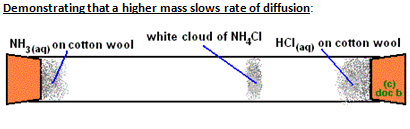 Demonstrating that a higher mass slows rate of diffusion:
NH₃₍aq₎ on cotton wool
white cloud of NH₄Cl
HCl₍aq₎ on cotton wool
(c)
doc b